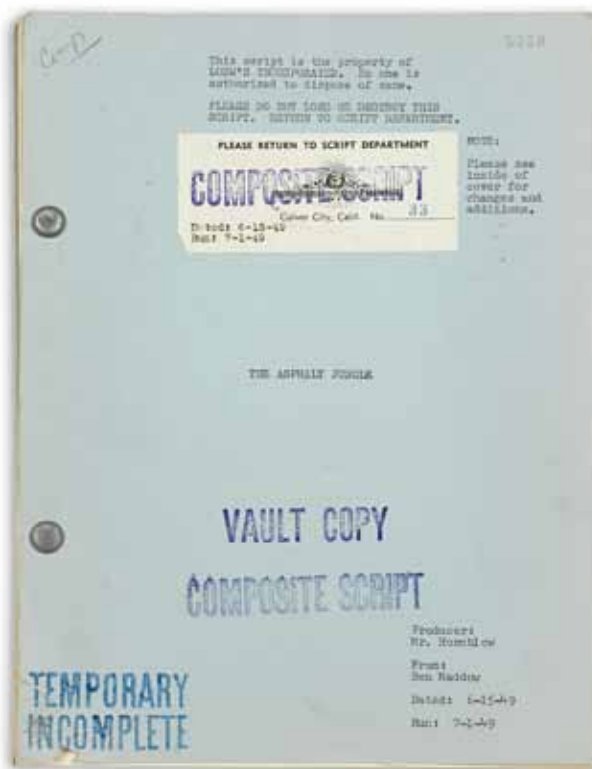 This script is the property of
LOEW'S INCORPORATED. No one is
authorized to dispose of same.
PLEASE DO NOT LOSE OR DESTROY THIS
SCRIPT. RETURN TO SCRIPT DEPARTMENT.
PLEASE RETURN TO SCRIPT DEPARTMENT
COMPOSITE SCRIPT
Culver City, Calif. No. 33
Dated: 6-15-49
Run: 7-1-49
NOTE:
Please see
inside of
cover for
changes and
additions.
THE ASPHALT JUNGLE
VAULT COPY
COMPOSITE SCRIPT
Producer:
Mr. Hornblow
From:
Ben Maddow
Dated: 6-15-49
Run: 7-1-49
TEMPORARY
INCOMPLETE